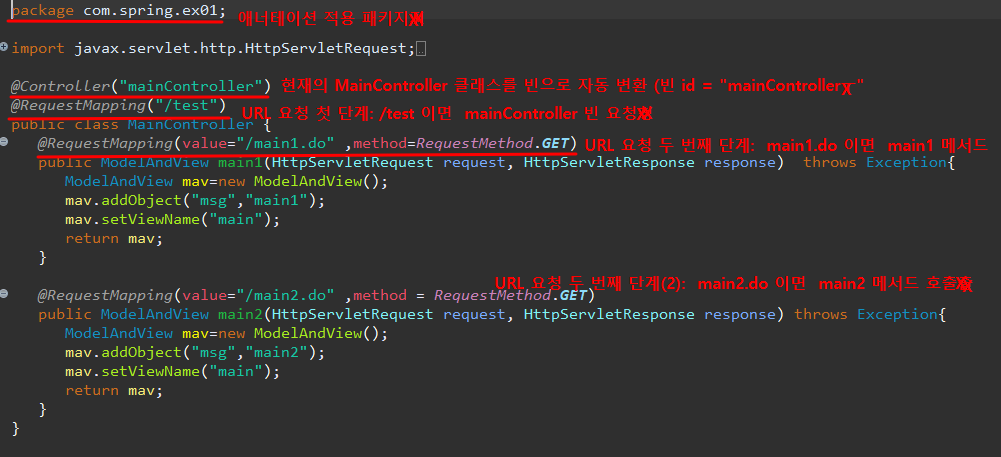 package com.spring.ex01; 애너테이션 적용 패키지
import javax.servlet.http.HttpServletRequest;
@Controller("mainController") 현재의 MainController 클래스를 빈으로 자동 변환 (빈 id = "mainController"
@RequestMapping("/test") URL 요청 첫 단계: /test 이면 mainController 빈 요청
public class MainController {
@RequestMapping(value="/main1.do" ,method=RequestMethod.GET) URL 요청 두 번째 단계: main1.do 이면 main1 메서드
public ModelAndView main1(HttpServletRequest request, HttpServletResponse response) throws Exception{
ModelAndView mav=new ModelAndView();
mav.addObject("msg","main1");
mav.setViewName("main");
return mav;
}
URL 요청 두 번째 단계(2): main2.do 이면 main2 메서드 호출
@RequestMapping(value="/main2.do" ,method = RequestMethod.GET)
public ModelAndView main2(HttpServletRequest request, HttpServletResponse response) throws Exception{
ModelAndView mav=new ModelAndView();
mav.addObject("msg","main2");
mav.setViewName("main");
return mav;
}
}